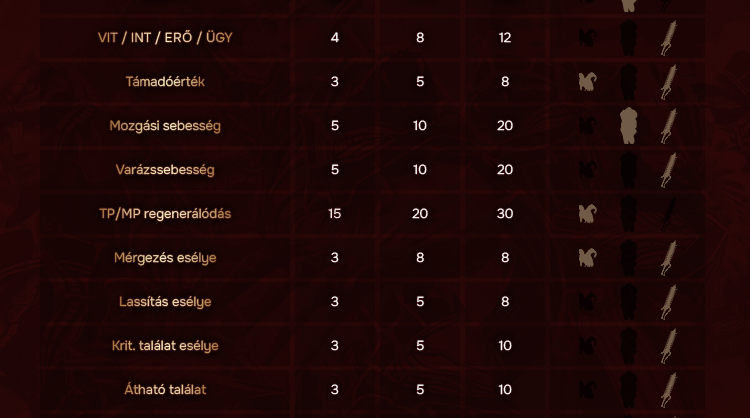 VIT / INT / ERŐ / ÜGY 4 8 12
Támadóérték 3 5 8
Mozgási sebesség 5 10 20
Varázssebesség 5 10 20
TP/MP regenerálódás 15 20 30
Mérgezés esélye 3 8 8
Lassítás esélye 3 5 8
Krit. találat esélye 3 5 10
Átható találat 3 5 10